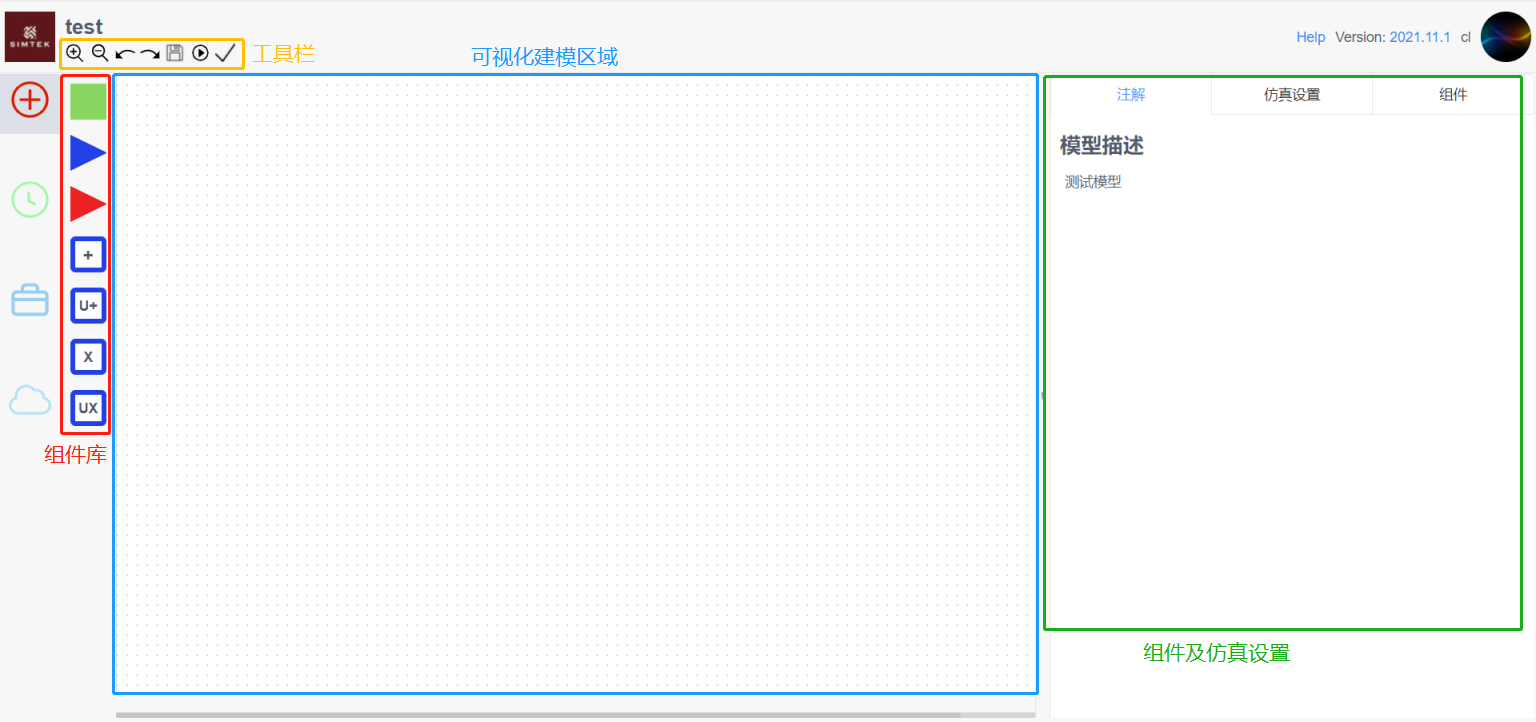 SIMTEK
test
工具栏
可视化建模区域
Help Version: 2021.11.1 cl
注解 仿真设置 组件
模型描述
测试模型
+
U+
X
UX
组件库
组件及仿真设置